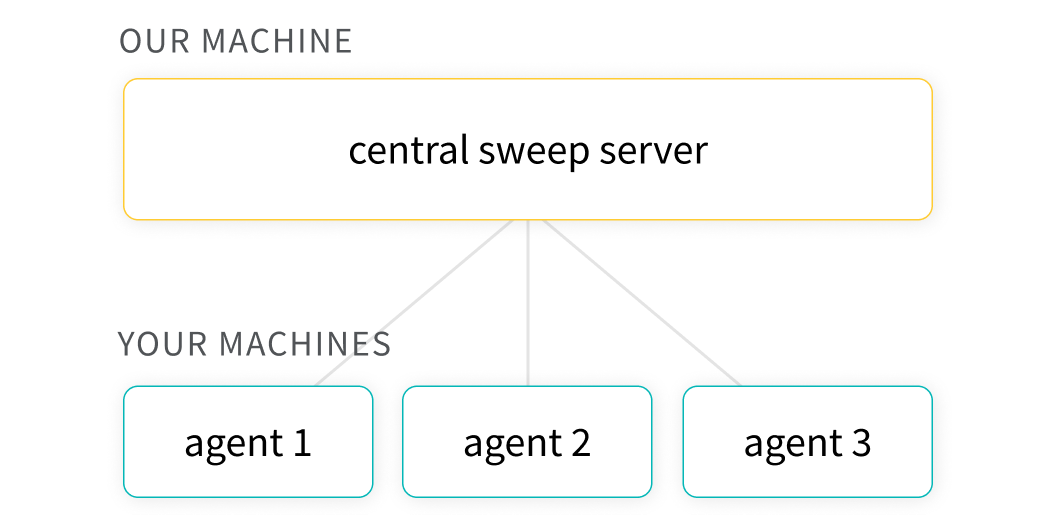 OUR MACHINE
central sweep server
YOUR MACHINES
agent 1
agent 2
agent 3